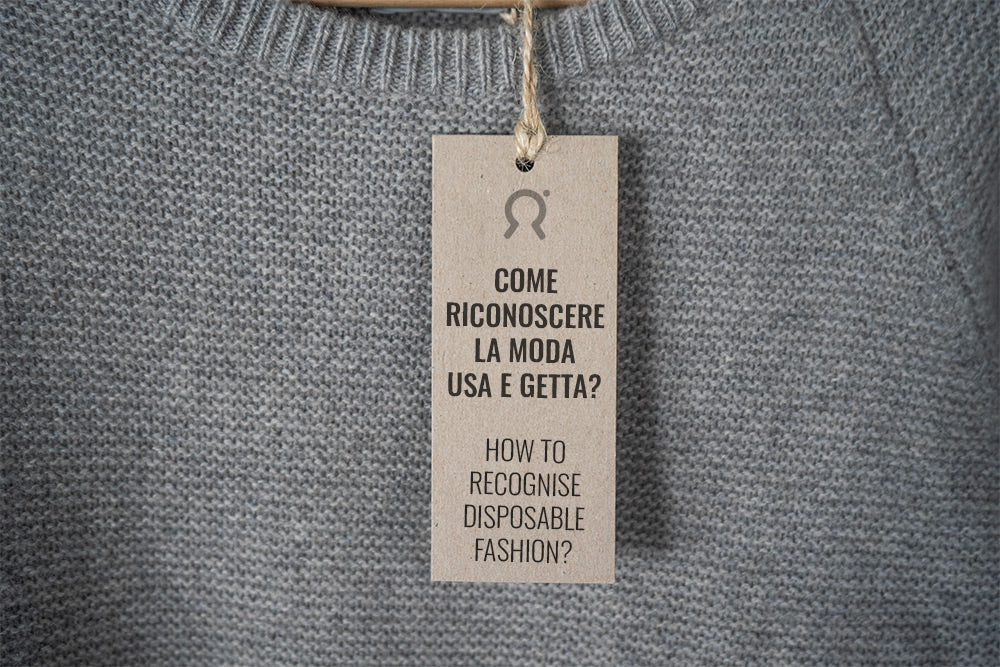 COME
RICONOSCERE
LA MODA
USA E GETTA?
HOW TO
RECOGNISE
DISPOSABLE
FASHION?